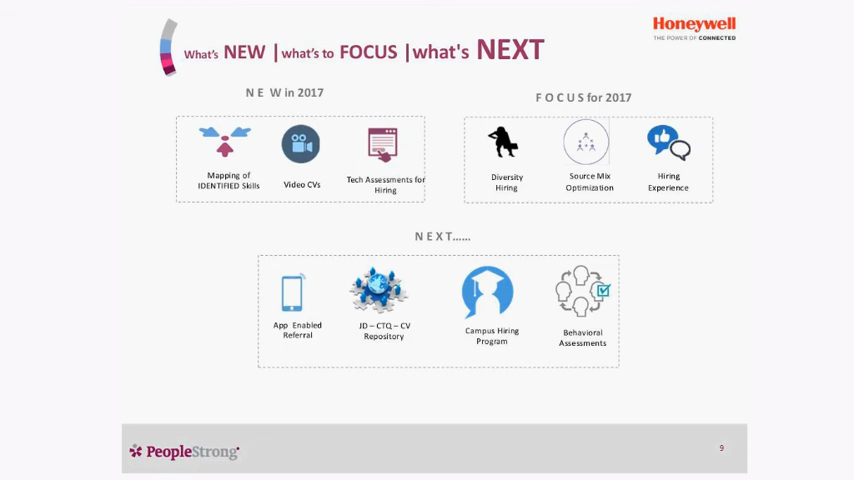 Honeywell
THE POWER OF CONNECTED
What's NEW | what's to FOCUS | what's NEXT
N E W in 2017
Mapping of
IDENTIFIED Skills
Video CVs
Tech Assessments for
Hiring
F O C U S for 2017
Diversity
Hiring
Source Mix
Optimization
Hiring
Experience
N E X T......
App Enabled
Referral
JD – CTQ – CV
Repository
Campus Hiring
Program
Behavioral
Assessments
PeopleStrong
9